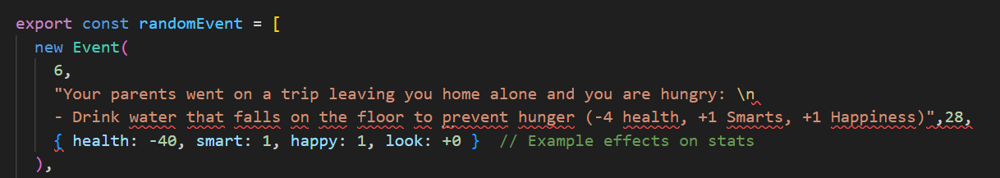 export const randomEvent = [
new Event(
6,
"Your parents went on a trip leaving you home alone and you are hungry: \n
- Drink water that falls on the floor to prevent hunger (-4 health, +1 Smarts, +1 Happiness)",28,
{ health: -40, smart: 1, happy: 1, look: +0 }  // Example effects on stats
),